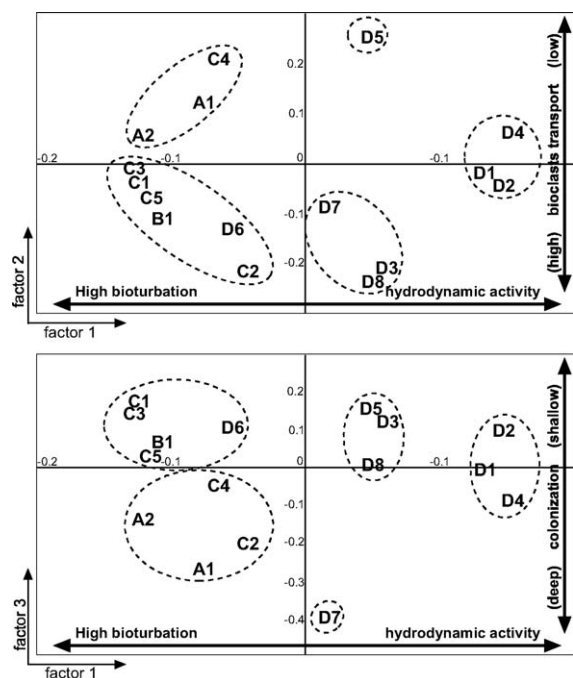 C4
D5
0.2
(low)
A1
0.1
A2
D4
-0.2
-0.1
0
-0.1
C3
C1
D1
D2
bioclasts transport
C5
D7
B1
D6
-0.1
C2
D3
D8
-0.2
(high)
factor 2
High bioturbation
hydrodynamic activity
factor 1
C1
C3
D6
D5
D3
0.2
(shallow)
B1
0.1
D2
C5
D8
-0.2
-0.1
0
-0.1
D1
C4
D4
colonization
A2
-0.1
C2
-0.2
A1
-0.3
(deep)
D7
-0.4
factor 3
High bioturbation
hydrodynamic activity
factor 1